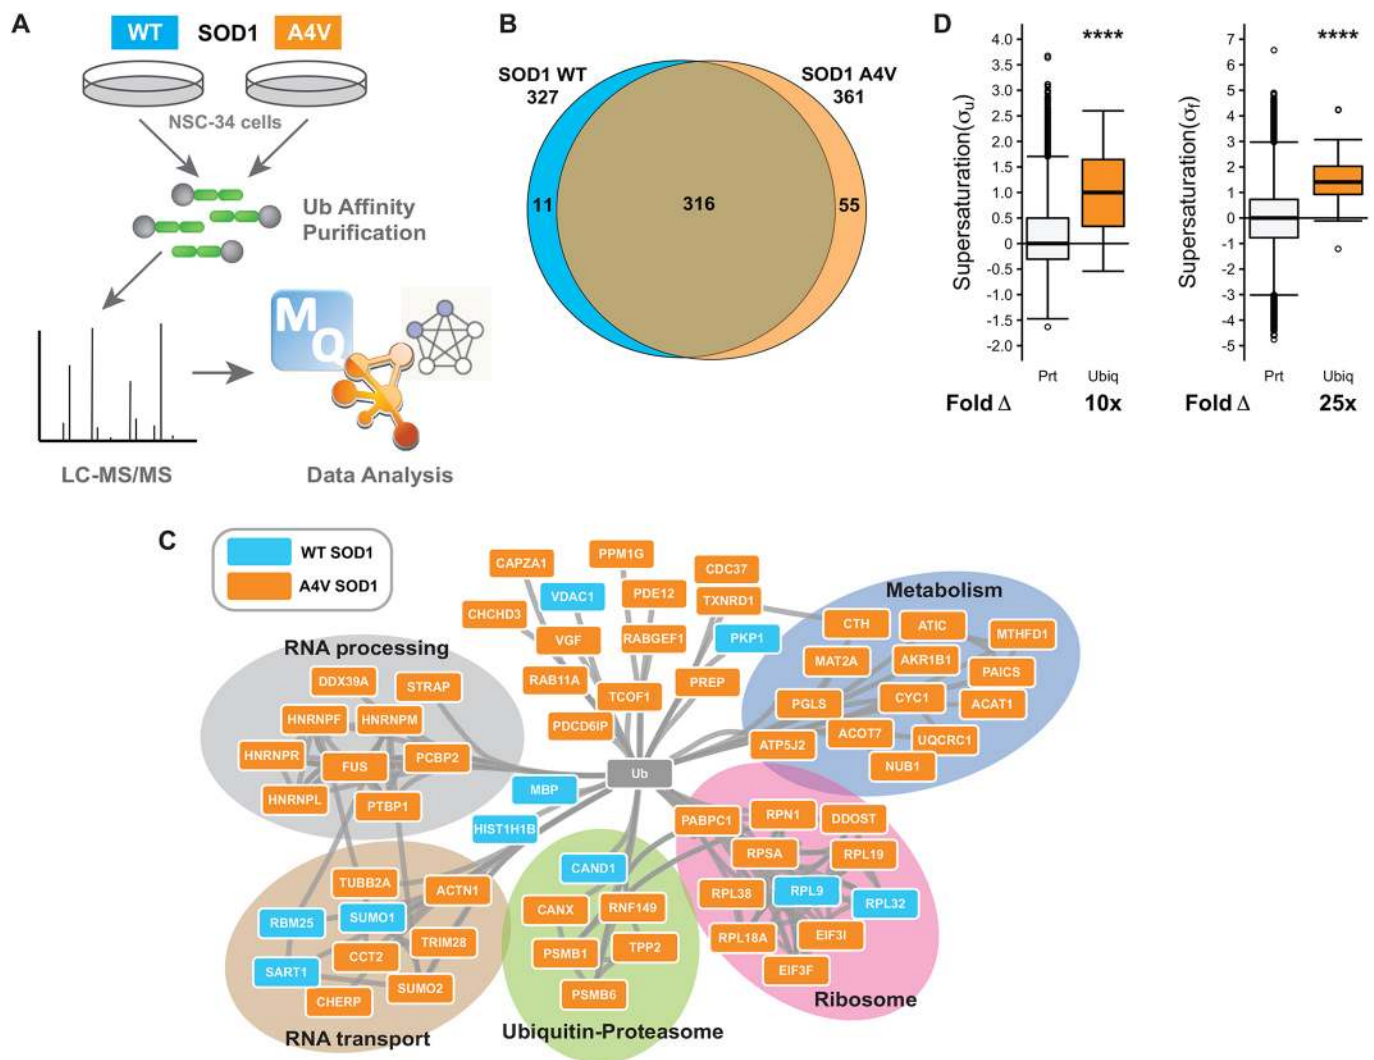 A
WT
SOD1
A4V
NSC-34 cells
Ub Affinity
Purification
M
Q
LC-MS/MS
Data Analysis
B
SOD1 WT
327
SOD1 A4V
361
11
316
55
D
Supersaturation(σu)
4.0
3.5
3.0
2.5
2.0
1.5
1.0
0.5
0
-0.5
-1.0
-1.5
-2.0
****
Prt
Ubiq
Fold Δ
10x
Supersaturation(σf)
7
6
5
4
3
2
1
0
-1
-2
-3
-4
-5
****
Prt
Ubiq
Fold Δ
25x
C
WT SOD1
A4V SOD1
CAPZA1
PPM1G
CDC37
VDAC1
PDE12
TXNRD1
CHCHD3
VGF
RABGEF1
PKP1
RAB11A
TCOF1
PREP
PDCD6IP
Ub
MBP
HIST1H1B
RNA processing
DDX39A
STRAP
HNRNPF
HNRNPM
HNRNPR
FUS
PCBP2
HNRNPL
PTBP1
Metabolism
CTH
ATIC
MTHFD1
MAT2A
AKR1B1
PAICS
PGLS
CYC1
ACAT1
ATP5J2
ACOT7
UQCRC1
NUB1
TUBB2A
ACTN1
RBM25
SUMO1
TRIM28
CCT2
SART1
SUMO2
CHERP
RNA transport
CAND1
CANX
RNF149
PSMB1
TPP2
PSMB6
Ubiquitin-Proteasome
PABPC1
RPN1
DDOST
RPSA
RPL19
RPL38
RPL9
RPL32
RPL18A
EIF3I
EIF3F
Ribosome